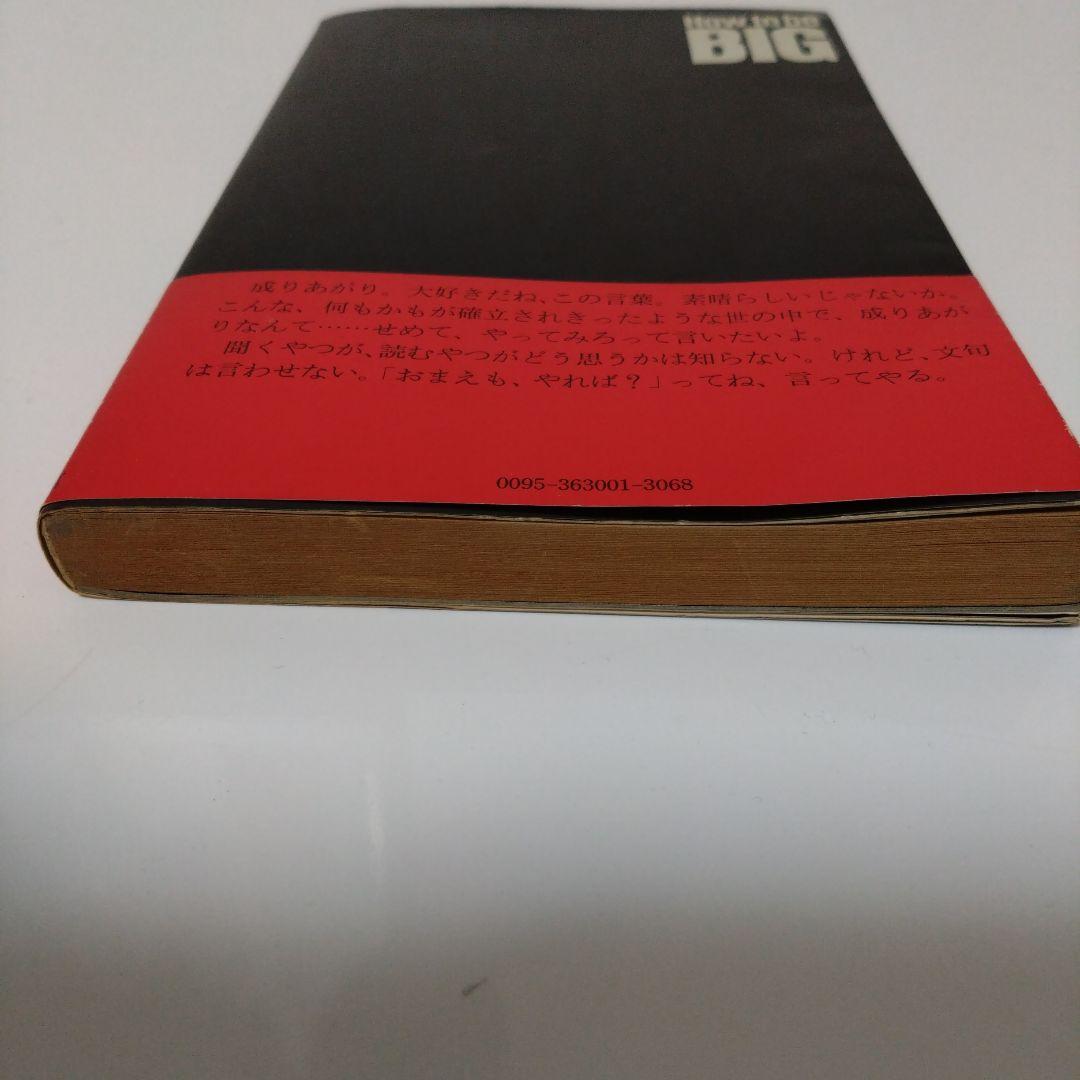 How to be
BIG
成りあがり。大好きだね、この言葉。素晴らしいじゃないか。
こんな、何もかもが確立されきったような世の中で、成りあが
りなんて……せめて、やってみろって言いたいよ。
聞くやつが、読むやつがどう思うかは知らない。けれど、文句
は言わせない。「おまえも、やれば？」ってね、言ってやる。
0095-363001-3068